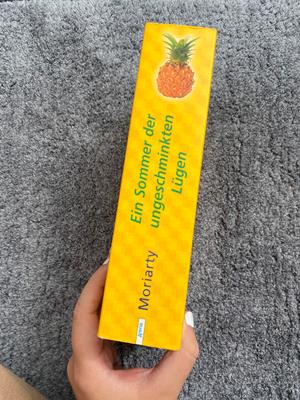 Ein Sommer der
ungeschminkten
Lügen
Moriarty